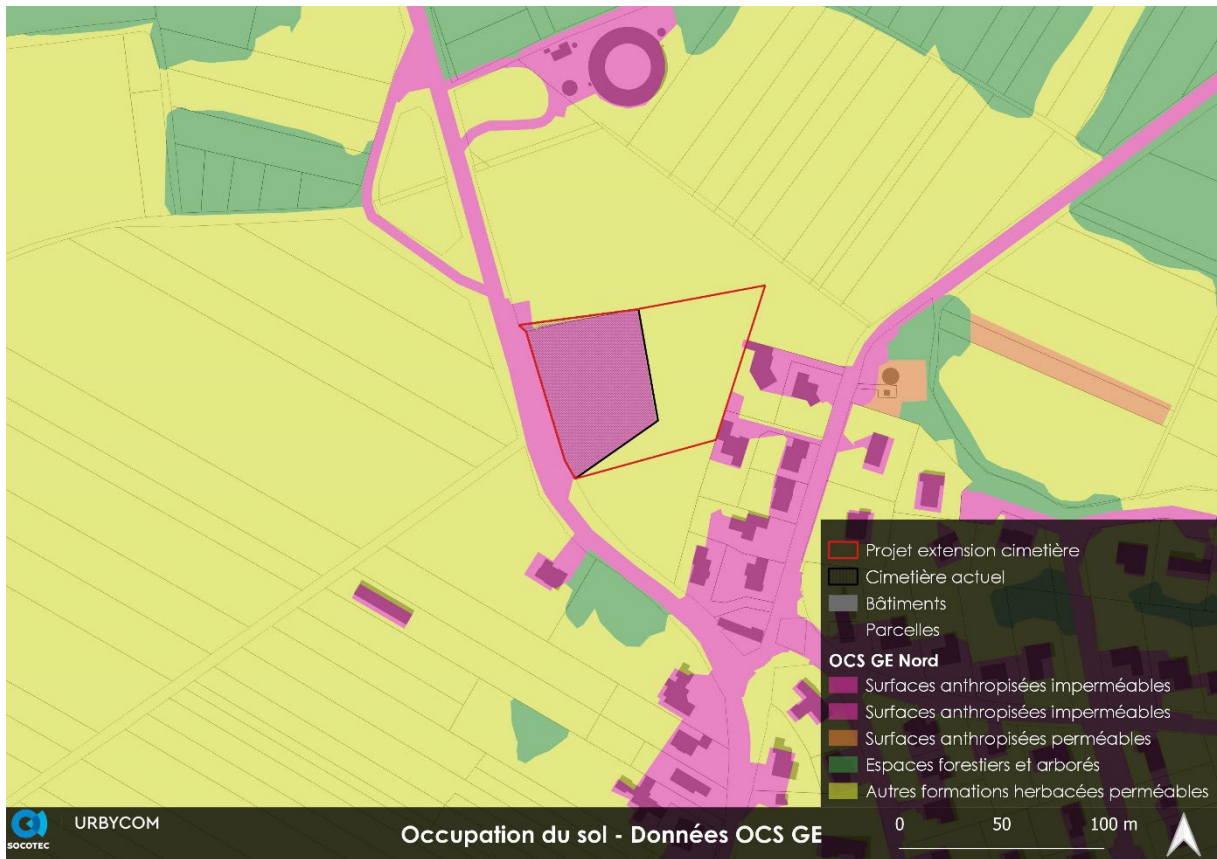 Projet extension cimetière
Cimetière actuel
Bâtiments
Parcelles
OCS GE Nord
Surfaces anthropisées imperméables
Surfaces anthropisées imperméables
Surfaces anthropisées perméables
Espaces forestiers et arborés
Autres formations herbacées perméables
SOCOTEC
URBYCOM
Occupation du sol - Données OCS GE
0 50 100 m